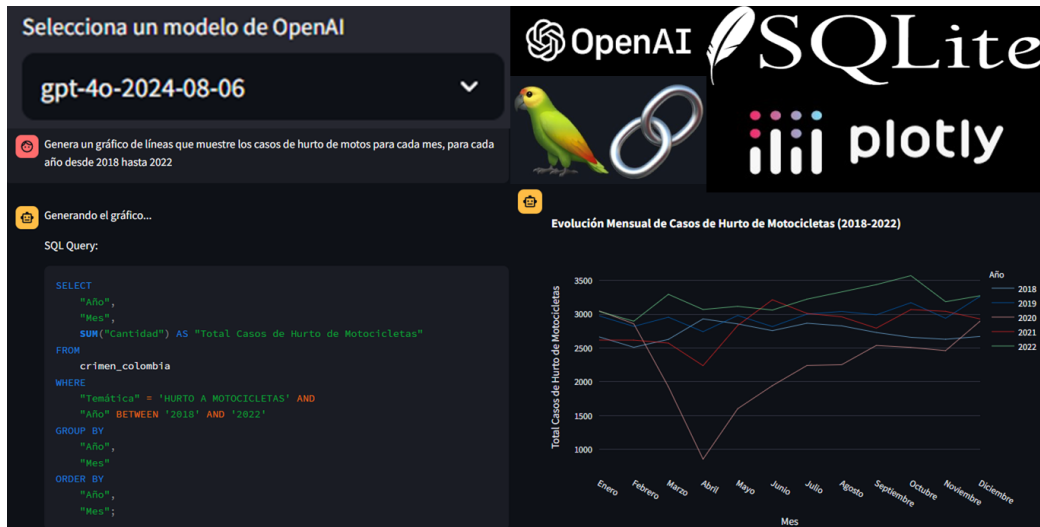 Selecciona un modelo de OpenAI
gpt-4o-2024-08-06
Genera un gráfico de líneas que muestre los casos de hurto de motos para cada mes, para cada
año desde 2018 hasta 2022
Generando el gráfico...
SQL Query:
SELECT
"Año",
"Mes",
SUM("Cantidad") AS "Total Casos de Hurto de Motocicletas"
FROM
crimen_colombia
WHERE
"Temática" = 'HURTO A MOTOCICLETAS' AND
"Año" BETWEEN '2018' AND '2022'
GROUP BY
"Año",
"Mes"
ORDER BY
"Año",
"Mes";
OpenAI
SQLite
plotly
Evolución Mensual de Casos de Hurto de Motocicletas (2018-2022)
Total Casos de Hurto de Motocicletas
3500
3000
2500
2000
1500
1000
Enero
Febrero
Marzo
Abril
Mayo
Junio
Julio
Agosto
Septiembre
Octubre
Noviembre
Diciembre
Mes
Año
2018
2019
2020
2021
2022